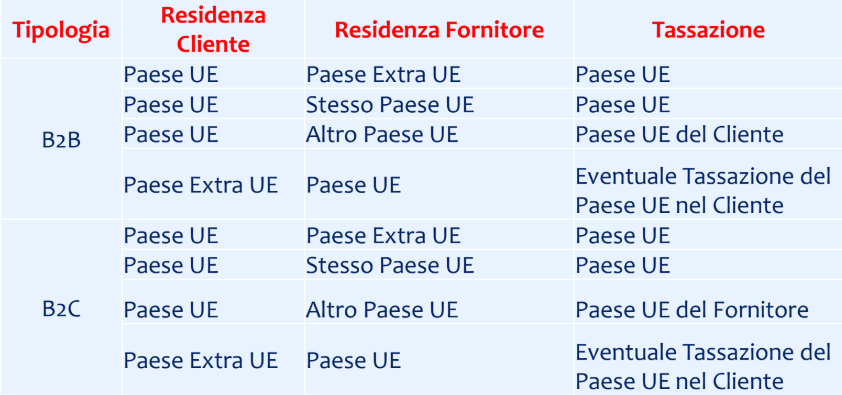 Tipologia Residenza Cliente Residenza Fornitore Tassazione
B2B
Paese UE Paese Extra UE Paese UE
Paese UE Stesso Paese UE Paese UE
Paese UE Altro Paese UE Paese UE del Cliente
Paese Extra UE Paese UE Eventuale Tassazione del
Paese UE nel Cliente
B2C
Paese UE Paese Extra UE Paese UE
Paese UE Stesso Paese UE Paese UE
Paese UE Altro Paese UE Paese UE del Fornitore
Paese Extra UE Paese UE Eventuale Tassazione del
Paese UE nel Cliente